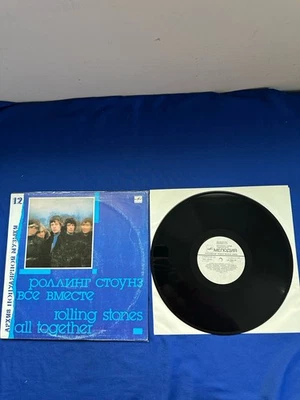 12
АРХИВ ПОПУЛЯРНОЙ МУЗЫКИ
РОЛЛИНГ СТОУНЗ
ВСЕ ВМЕСТЕ
rolling stones
all together
МЕЛОДИЯ